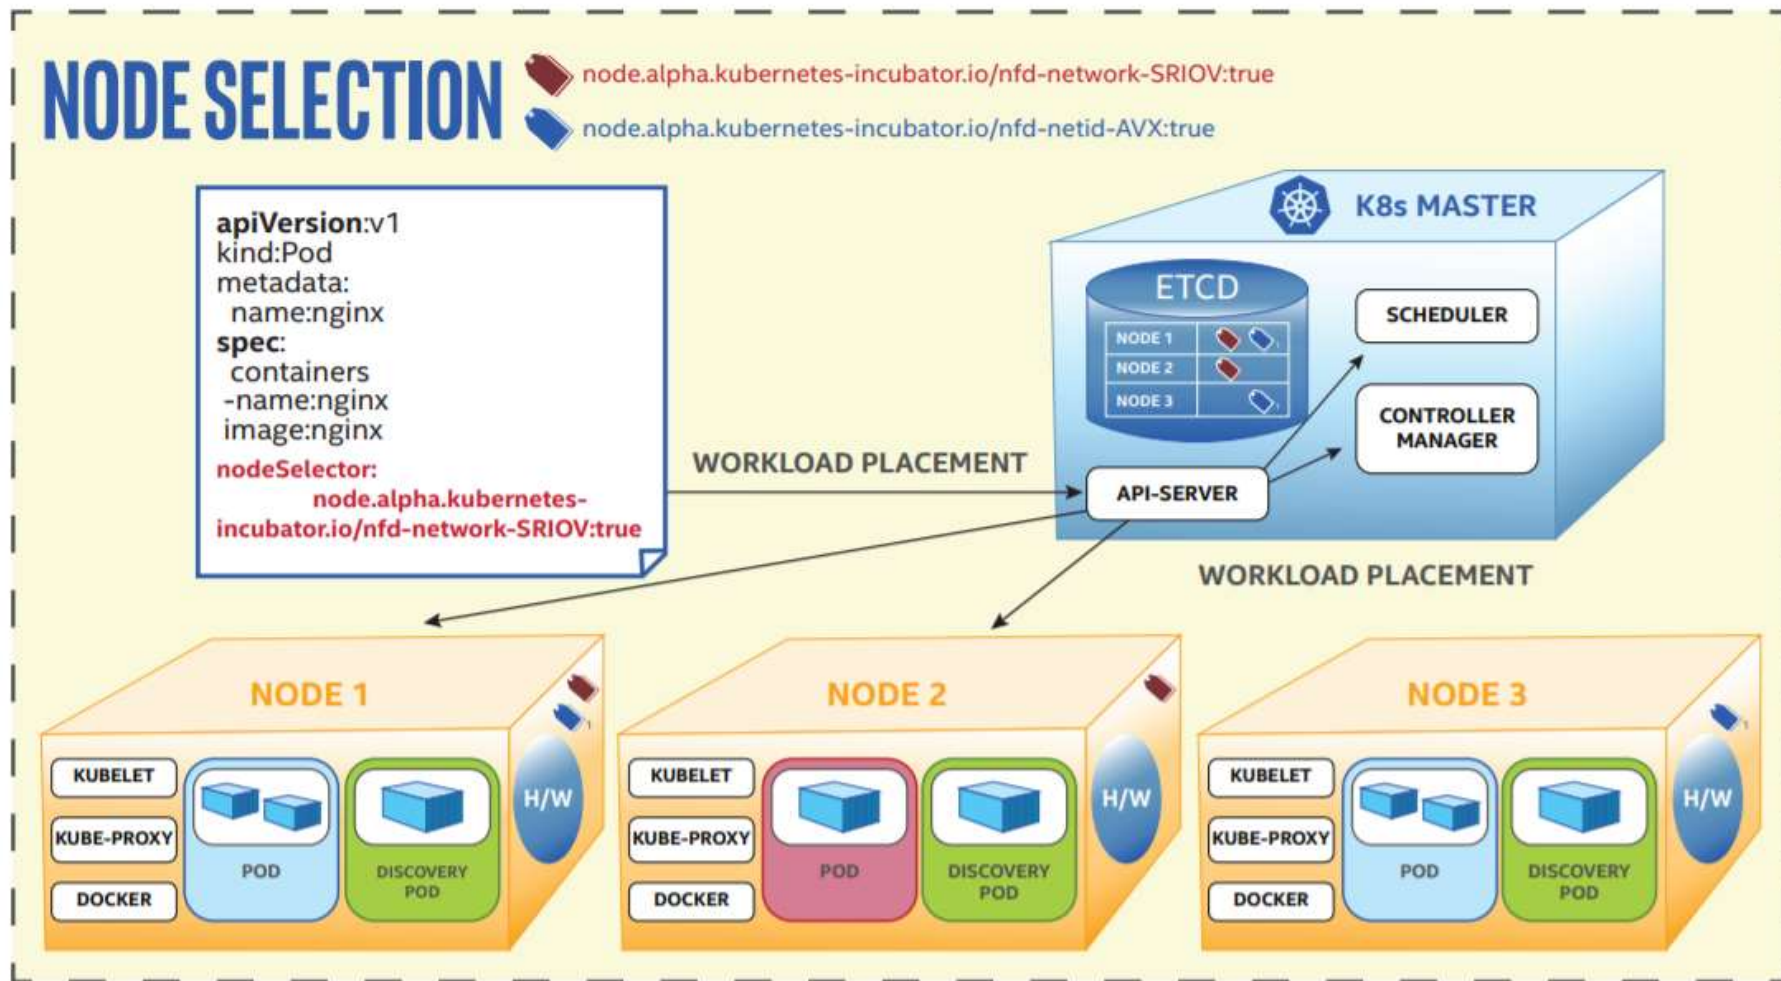 NODE SELECTION
node.alpha.kubernetes-incubator.io/nfd-network-SRIOV:true
node.alpha.kubernetes-incubator.io/nfd-netid-AVX:true
apiVersion:v1
kind:Pod
metadata:
name:nginx
spec:
containers
-name:nginx
image:nginx
nodeSelector:
node.alpha.kubernetes-
incubator.io/nfd-network-SRIOV:true
WORKLOAD PLACEMENT
K8s MASTER
ETCD
NODE 1
1
NODE 2
NODE 3
1
SCHEDULER
CONTROLLER
MANAGER
API-SERVER
WORKLOAD PLACEMENT
NODE 1
1
KUBELET
KUBE-PROXY
DOCKER
POD
DISCOVERY
POD
H/W
NODE 2
KUBELET
KUBE-PROXY
DOCKER
POD
DISCOVERY
POD
H/W
NODE 3
1
KUBELET
KUBE-PROXY
DOCKER
POD
DISCOVERY
POD
H/W